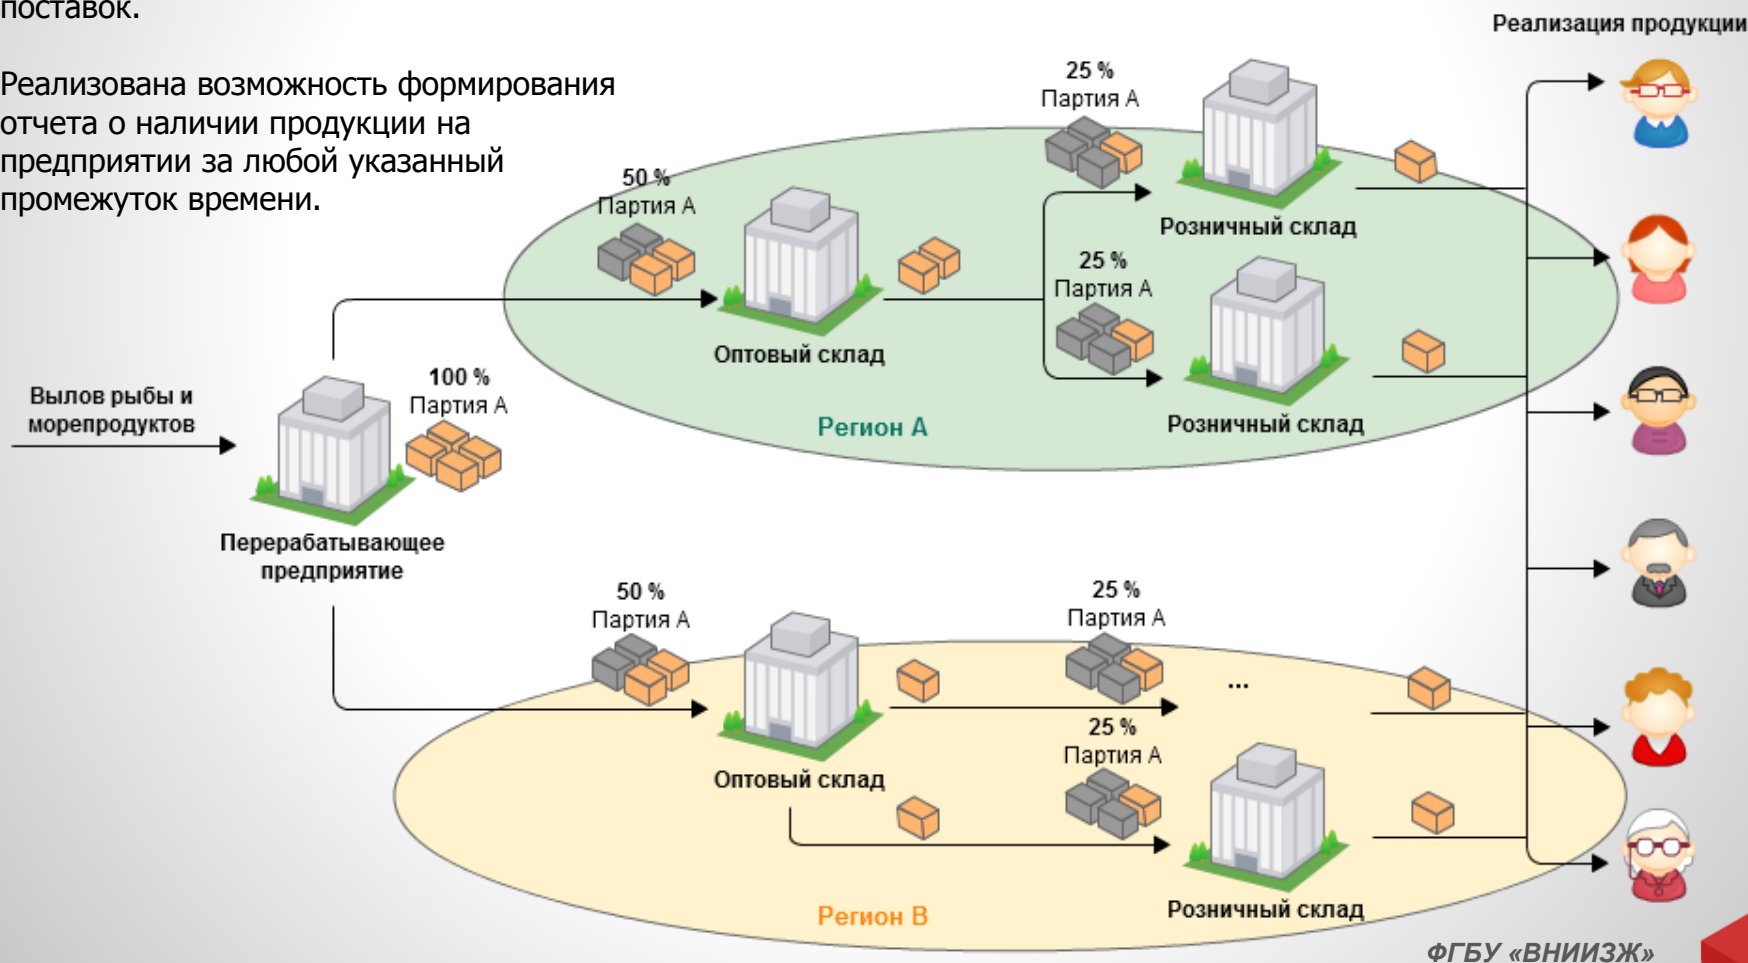 поставок.
Реализована возможность формирования
отчета о наличии продукции на
предприятии за любой указанный
промежуток времени.
Реализация продукции
25 %
Партия А
50 %
Партия А
Розничный склад
25 %
Партия А
Оптовый склад
Вылов рыбы и
морепродуктов
100 %
Партия А
Регион А
Розничный склад
Перерабатывающее
предприятие
50 %
Партия А
25 %
Партия А
...
25 %
Партия А
Оптовый склад
Регион В
Розничный склад
ФГБУ «ВНИИЗЖ»